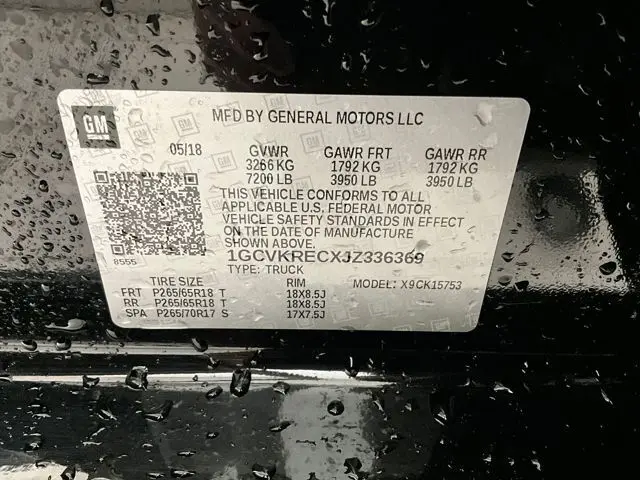 GM
MFD BY GENERAL MOTORS LLC
05/18 GVWR GAWR FRT GAWR RR
3266 KG 1792 KG 1792 KG
7200 LB 3950 LB 3950 LB
THIS VEHICLE CONFORMS TO ALL
APPLICABLE U.S. FEDERAL MOTOR
VEHICLE SAFETY STANDARDS IN EFFECT
ON THE DATE OF MANUFACTURE
SHOWN ABOVE.
8555
1GCVKRECXJZ336369
TYPE: TRUCK
TIRE SIZE RIM MODEL: X9CK15753
FRT P265/65R18 T 18X8.5J
RR P265/65R18 T 18X8.5J
SPA P265/70R17 S 17X7.5J